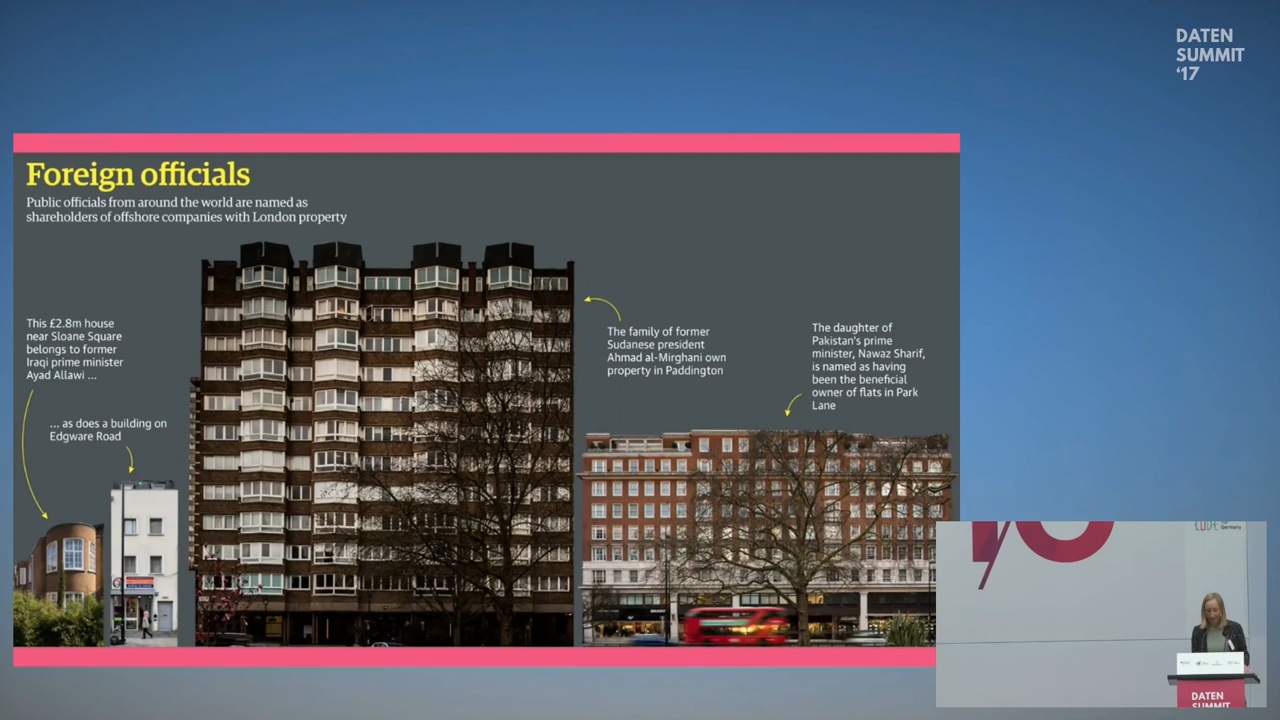 DATEN
SUMMIT
‘17
Foreign officials
Public officials from around the world are named as
shareholders of offshore companies with London property
This £2.8m house
near Sloane Square
belongs to former
Iraqi prime minister
Ayad Allawi ...
... as does a building on
Edgware Road
The family of former
Sudanese president
Ahmad al-Mirghani own
property in Paddington
The daughter of
Pakistan's prime
minister, Nawaz Sharif,
is named as having
been the beneficial
owner of flats in Park
Lane
Germany
DATEN
SUMMIT